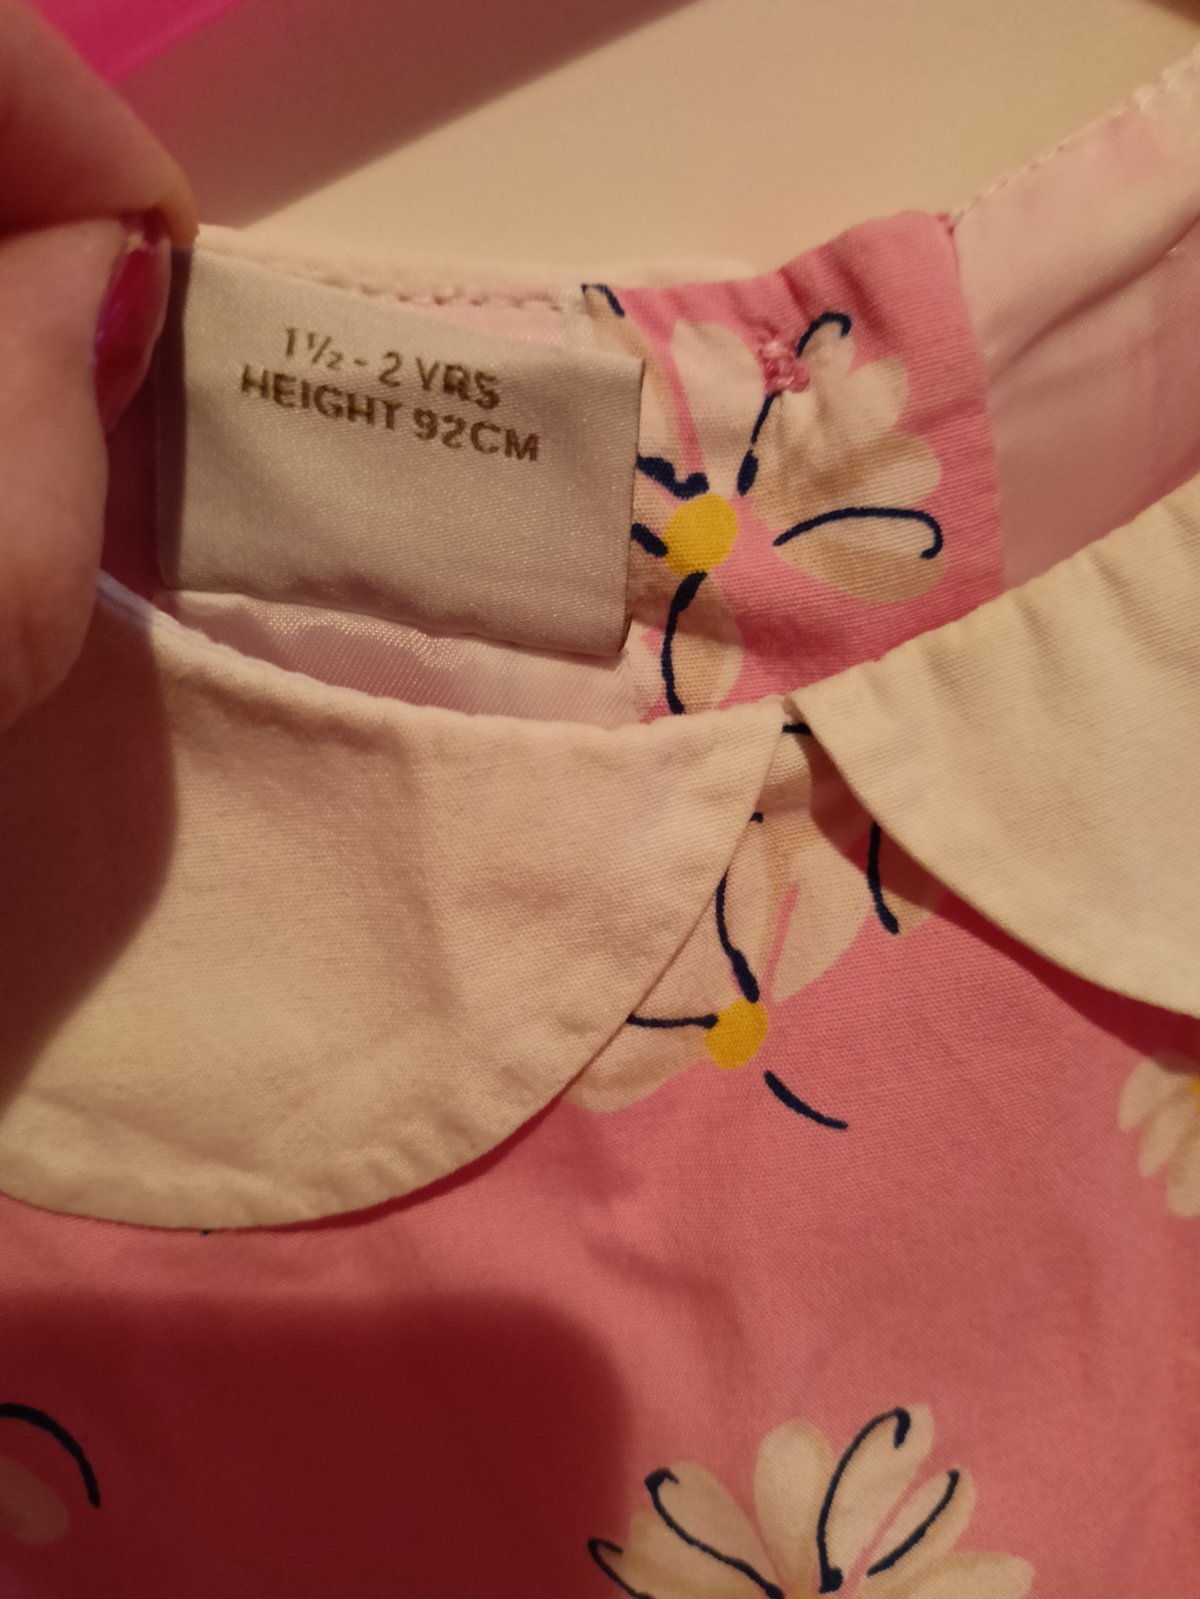 1½ - 2 YRS
HEIGHT 92CM